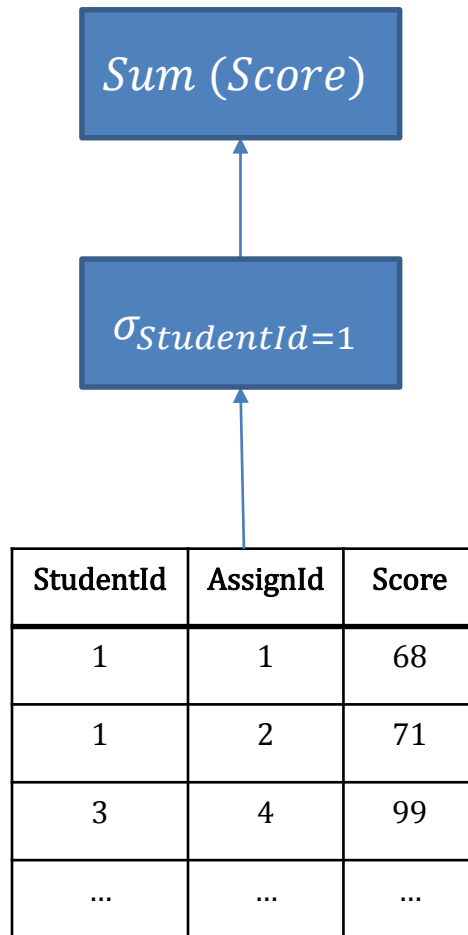 Sum (Score)
σStudentId=1
StudentId AssignId Score
1 1 68
1 2 71
3 4 99
... ... ...